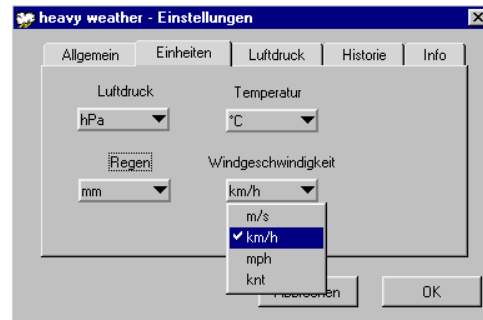 heavy weather - Einstellungen
Allgemein Einheiten Luftdruck Historie Info
Luftdruck Temperatur
hPa °C
Regen Windgeschwindigkeit
mm km/h
m/s
km/h
mph
knt
OK